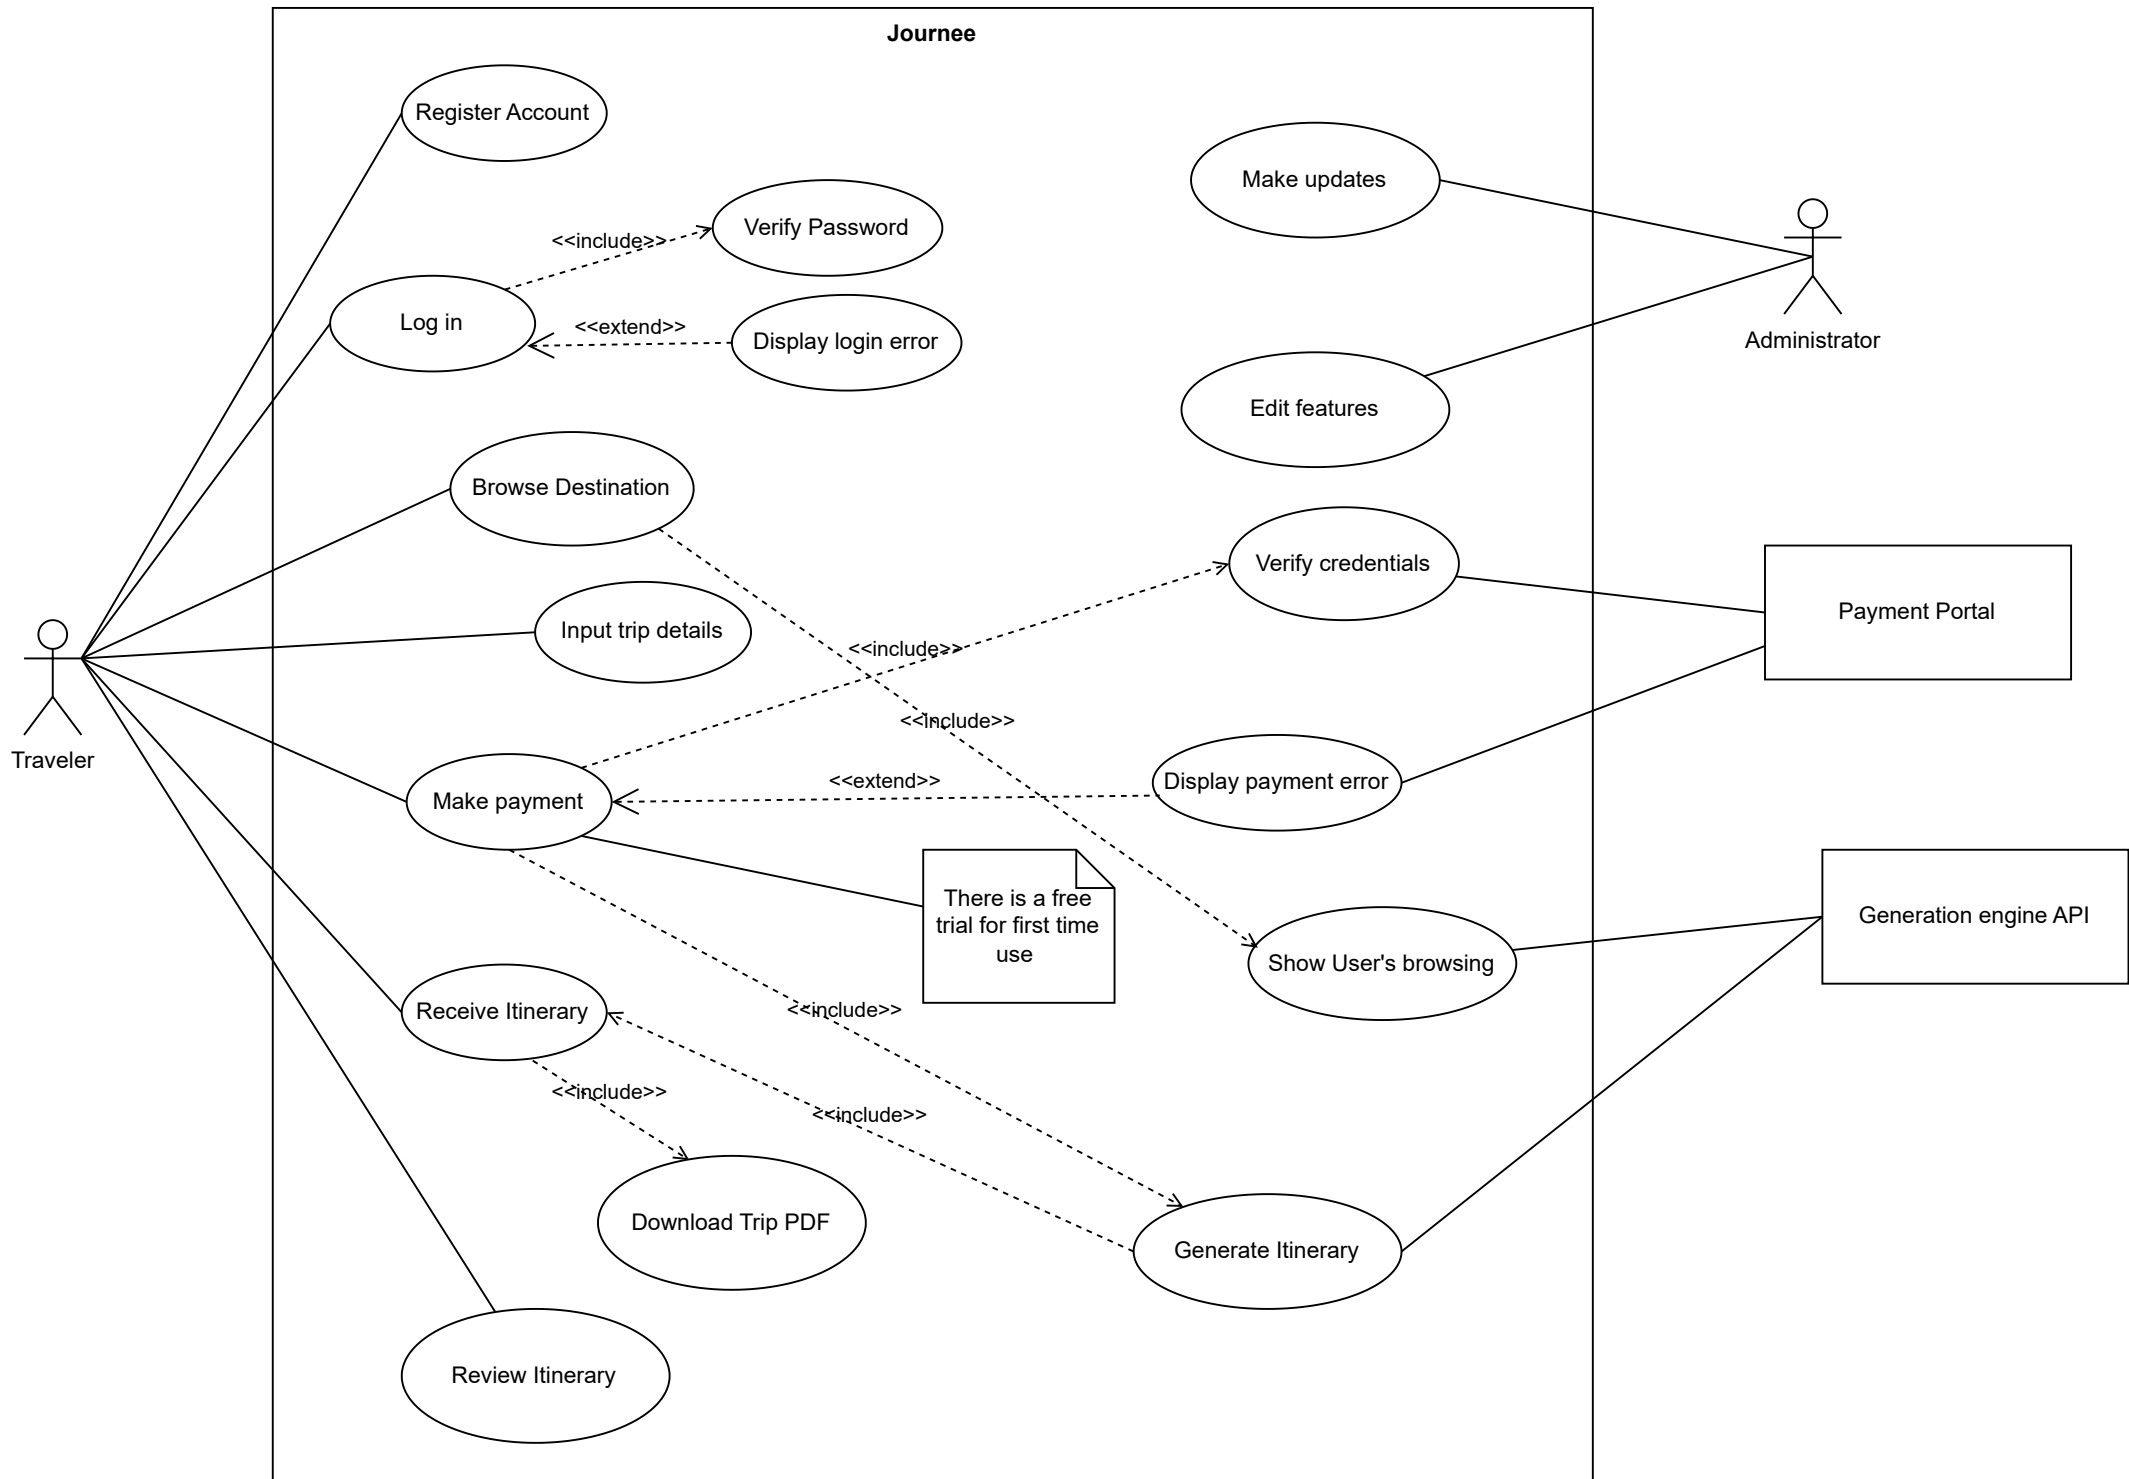 Journee
Register Account
Make updates
Verify Password
<<include>>
Log in
<<extend>>
Display login error
Administrator
Edit features
Browse Destination
Verify credentials
Payment Portal
Input trip details
<<include>>
<<include>>
Traveler
Make payment
<<extend>>
Display payment error
There is a free
trial for first time
use
Generation engine API
Show User's browsing
Receive Itinerary
<<include>>
<<include>>
<<include>>
Download Trip PDF
Generate Itinerary
Review Itinerary